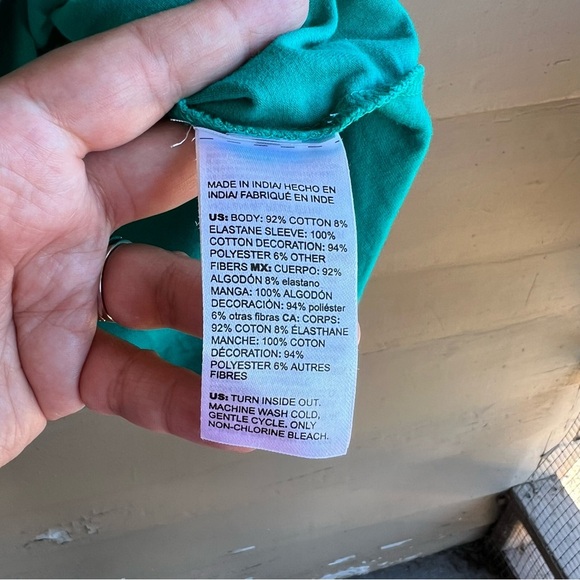 MADE IN INDIA/ HECHO EN
INDIA/ FABRIQUÉ EN INDE
US: BODY: 92% COTTON 8%
ELASTANE SLEEVE: 100%
COTTON DECORATION: 94%
POLYESTER 6% OTHER
FIBERS MX: CUERPO: 92%
ALGODÓN 8% elastano
MANGA: 100% ALGODÓN
DECORACIÓN: 94% poliéster
6% otras fibras CA: CORPS:
92% COTON 8% ÉLASTHANE
MANCHE: 100% COTON
DÉCORATION: 94%
POLYESTER 6% AUTRES
FIBRES
US: TURN INSIDE OUT.
MACHINE WASH COLD,
GENTLE CYCLE. ONLY
NON-CHLORINE BLEACH.